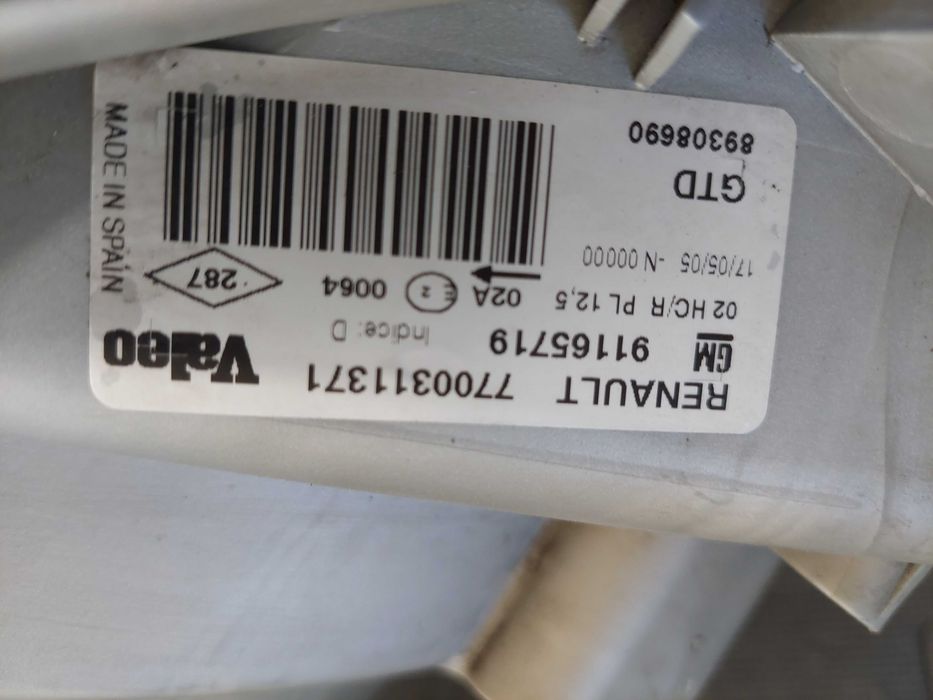 RENAULT 7700311371
GM 91165719 Indice: D
Valeo
02 HC/R PL 12,5 02A E2 0064
287
17/05/05 -N 00000
GTD
89308690
MADE IN SPAIN